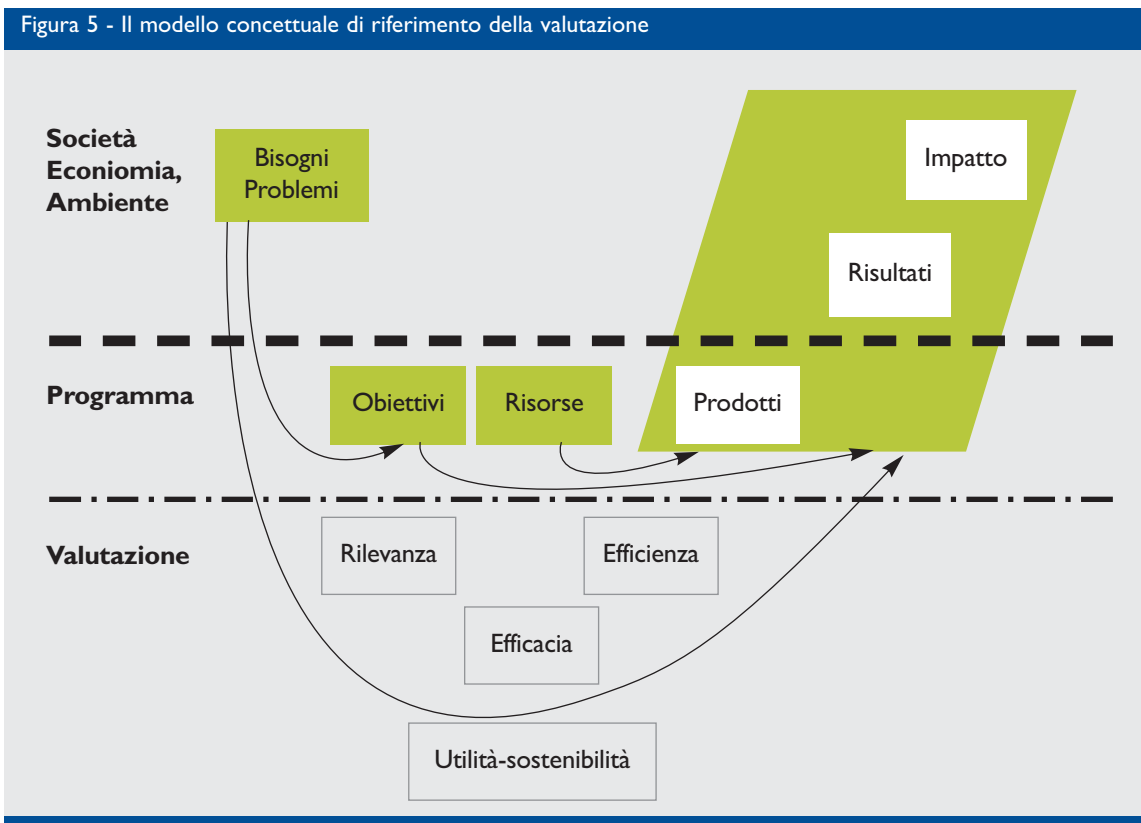 Figura 5 - Il modello concettuale di riferimento della valutazione
Società
Econiomia,
Ambiente
Bisogni
Problemi
Impatto
Risultati
Programma
Obiettivi
Risorse
Prodotti
Valutazione
Rilevanza
Efficienza
Efficacia
Utilità-sostenibilità